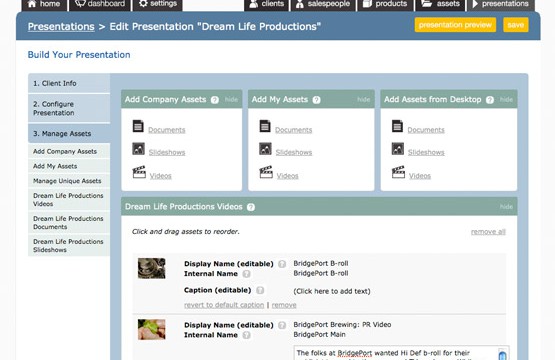 home
dashboard
settings
clients
salespeople
products
assets
presentations
Presentations > Edit Presentation "Dream Life Productions"
presentation preview
save
Build Your Presentation
1. Client Info
2. Configure
Presentation
3. Manage Assets
Add Company Assets
Add My Assets
Manage Unique Assets
Dream Life Productions
Videos
Dream Life Productions
Documents
Dream Life Productions
Slideshows
Add Company Assets ? hide
Documents
Slideshows
Videos
Add My Assets ? hide
Documents
Slideshows
Videos
Add Assets from Desktop ? hide
Documents
Slideshows
Videos
Dream Life Productions Videos ? hide
Click and drag assets to reorder.
remove all
Display Name (editable) ? BridgePort B-roll
Internal Name ? BridgePort B-roll
Caption (editable) ? (Click here to add text)
revert to default caption | remove
Display Name (editable) ? BridgePort Brewing: PR Video
Internal Name ? BridgePort Main
The folks at BridgePort wanted Hi Def b-roll for their